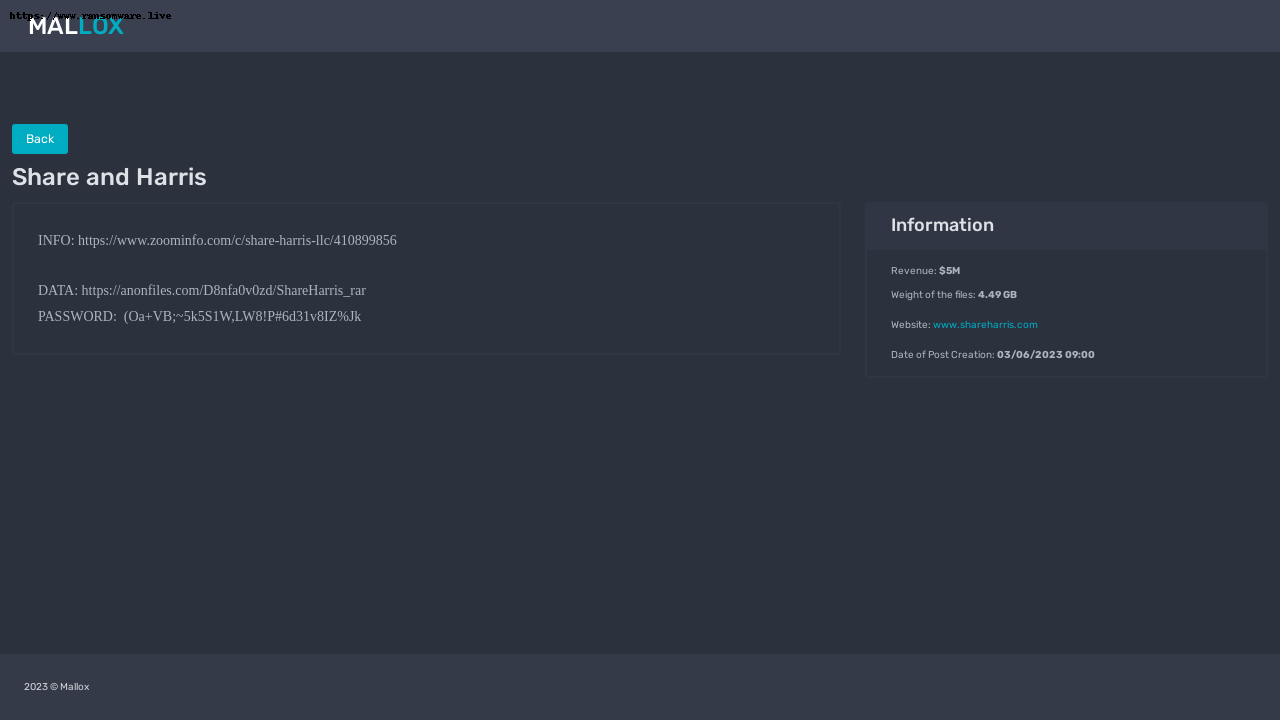 https://www.ransomware.live
MALLOX
Back
Share and Harris
INFO: https://www.zoominfo.com/c/share-harris-llc/410899856
DATA: https://anonfiles.com/D8nfa0v0zd/ShareHarris_rar
PASSWORD:  (Oa+VB;~5k5S1W,LW8!P#6d31v8IZ%Jk
Information
Revenue: $5M
Weight of the files: 4.49 GB
Website: www.shareharris.com
Date of Post Creation: 03/06/2023 09:00
2023 © Mallox